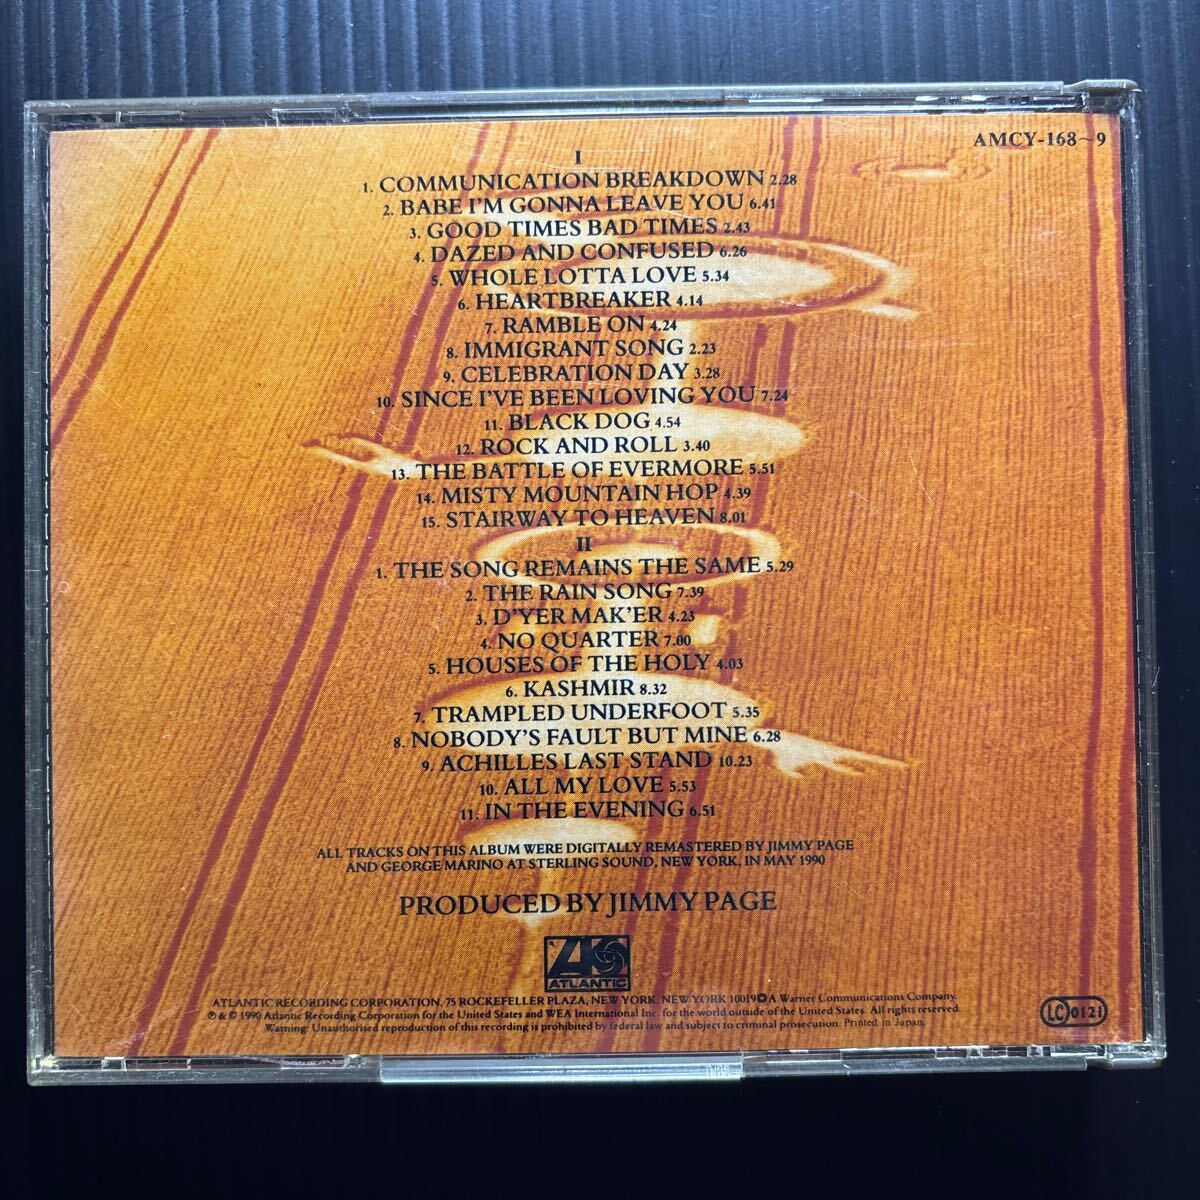 AMCY-168~9
I
1. COMMUNICATION BREAKDOWN 2.28
2. BABE I'M GONNA LEAVE YOU 6.41
3. GOOD TIMES BAD TIMES 2.43
4. DAZED AND CONFUSED 6.26
5. WHOLE LOTTA LOVE 5.34
6. HEARTBREAKER 4.14
7. RAMBLE ON 4.24
8. IMMIGRANT SONG 2.23
9. CELEBRATION DAY 3.28
10. SINCE I'VE BEEN LOVING YOU 7.24
11. BLACK DOG 4.54
12. ROCK AND ROLL 3.40
13. THE BATTLE OF EVERMORE 5.51
14. MISTY MOUNTAIN HOP 4.39
15. STAIRWAY TO HEAVEN 8.01
II
1. THE SONG REMAINS THE SAME 5.29
2. THE RAIN SONG 7.39
3. D'YER MAK'ER 4.23
4. NO QUARTER 7.00
5. HOUSES OF THE HOLY 4.03
6. KASHMIR 8.32
7. TRAMPLED UNDERFOOT 5.35
8. NOBODY'S FAULT BUT MINE 6.28
9. ACHILLES LAST STAND 10.23
10. ALL MY LOVE 5.53
11. IN THE EVENING 6.51
ALL TRACKS ON THIS ALBUM WERE DIGITALLY REMASTERED BY JIMMY PAGE
AND GEORGE MARINO AT STERLING SOUND, NEW YORK, IN MAY 1990
PRODUCED BY JIMMY PAGE
ATLANTIC
ATLANTIC RECORDING CORPORATION, 75 ROCKEFELLER PLAZA, NEW YORK, NEW YORK 10019 A Warner Communications Company.
℗ & © 1990 Atlantic Recording Corporation for the United States and WEA International Inc. for the world outside of the United States. All rights reserved.
Warning: Unauthorised reproduction of this recording is prohibited by federal law and subject to criminal prosecution. Printed in Japan.
LC 0121